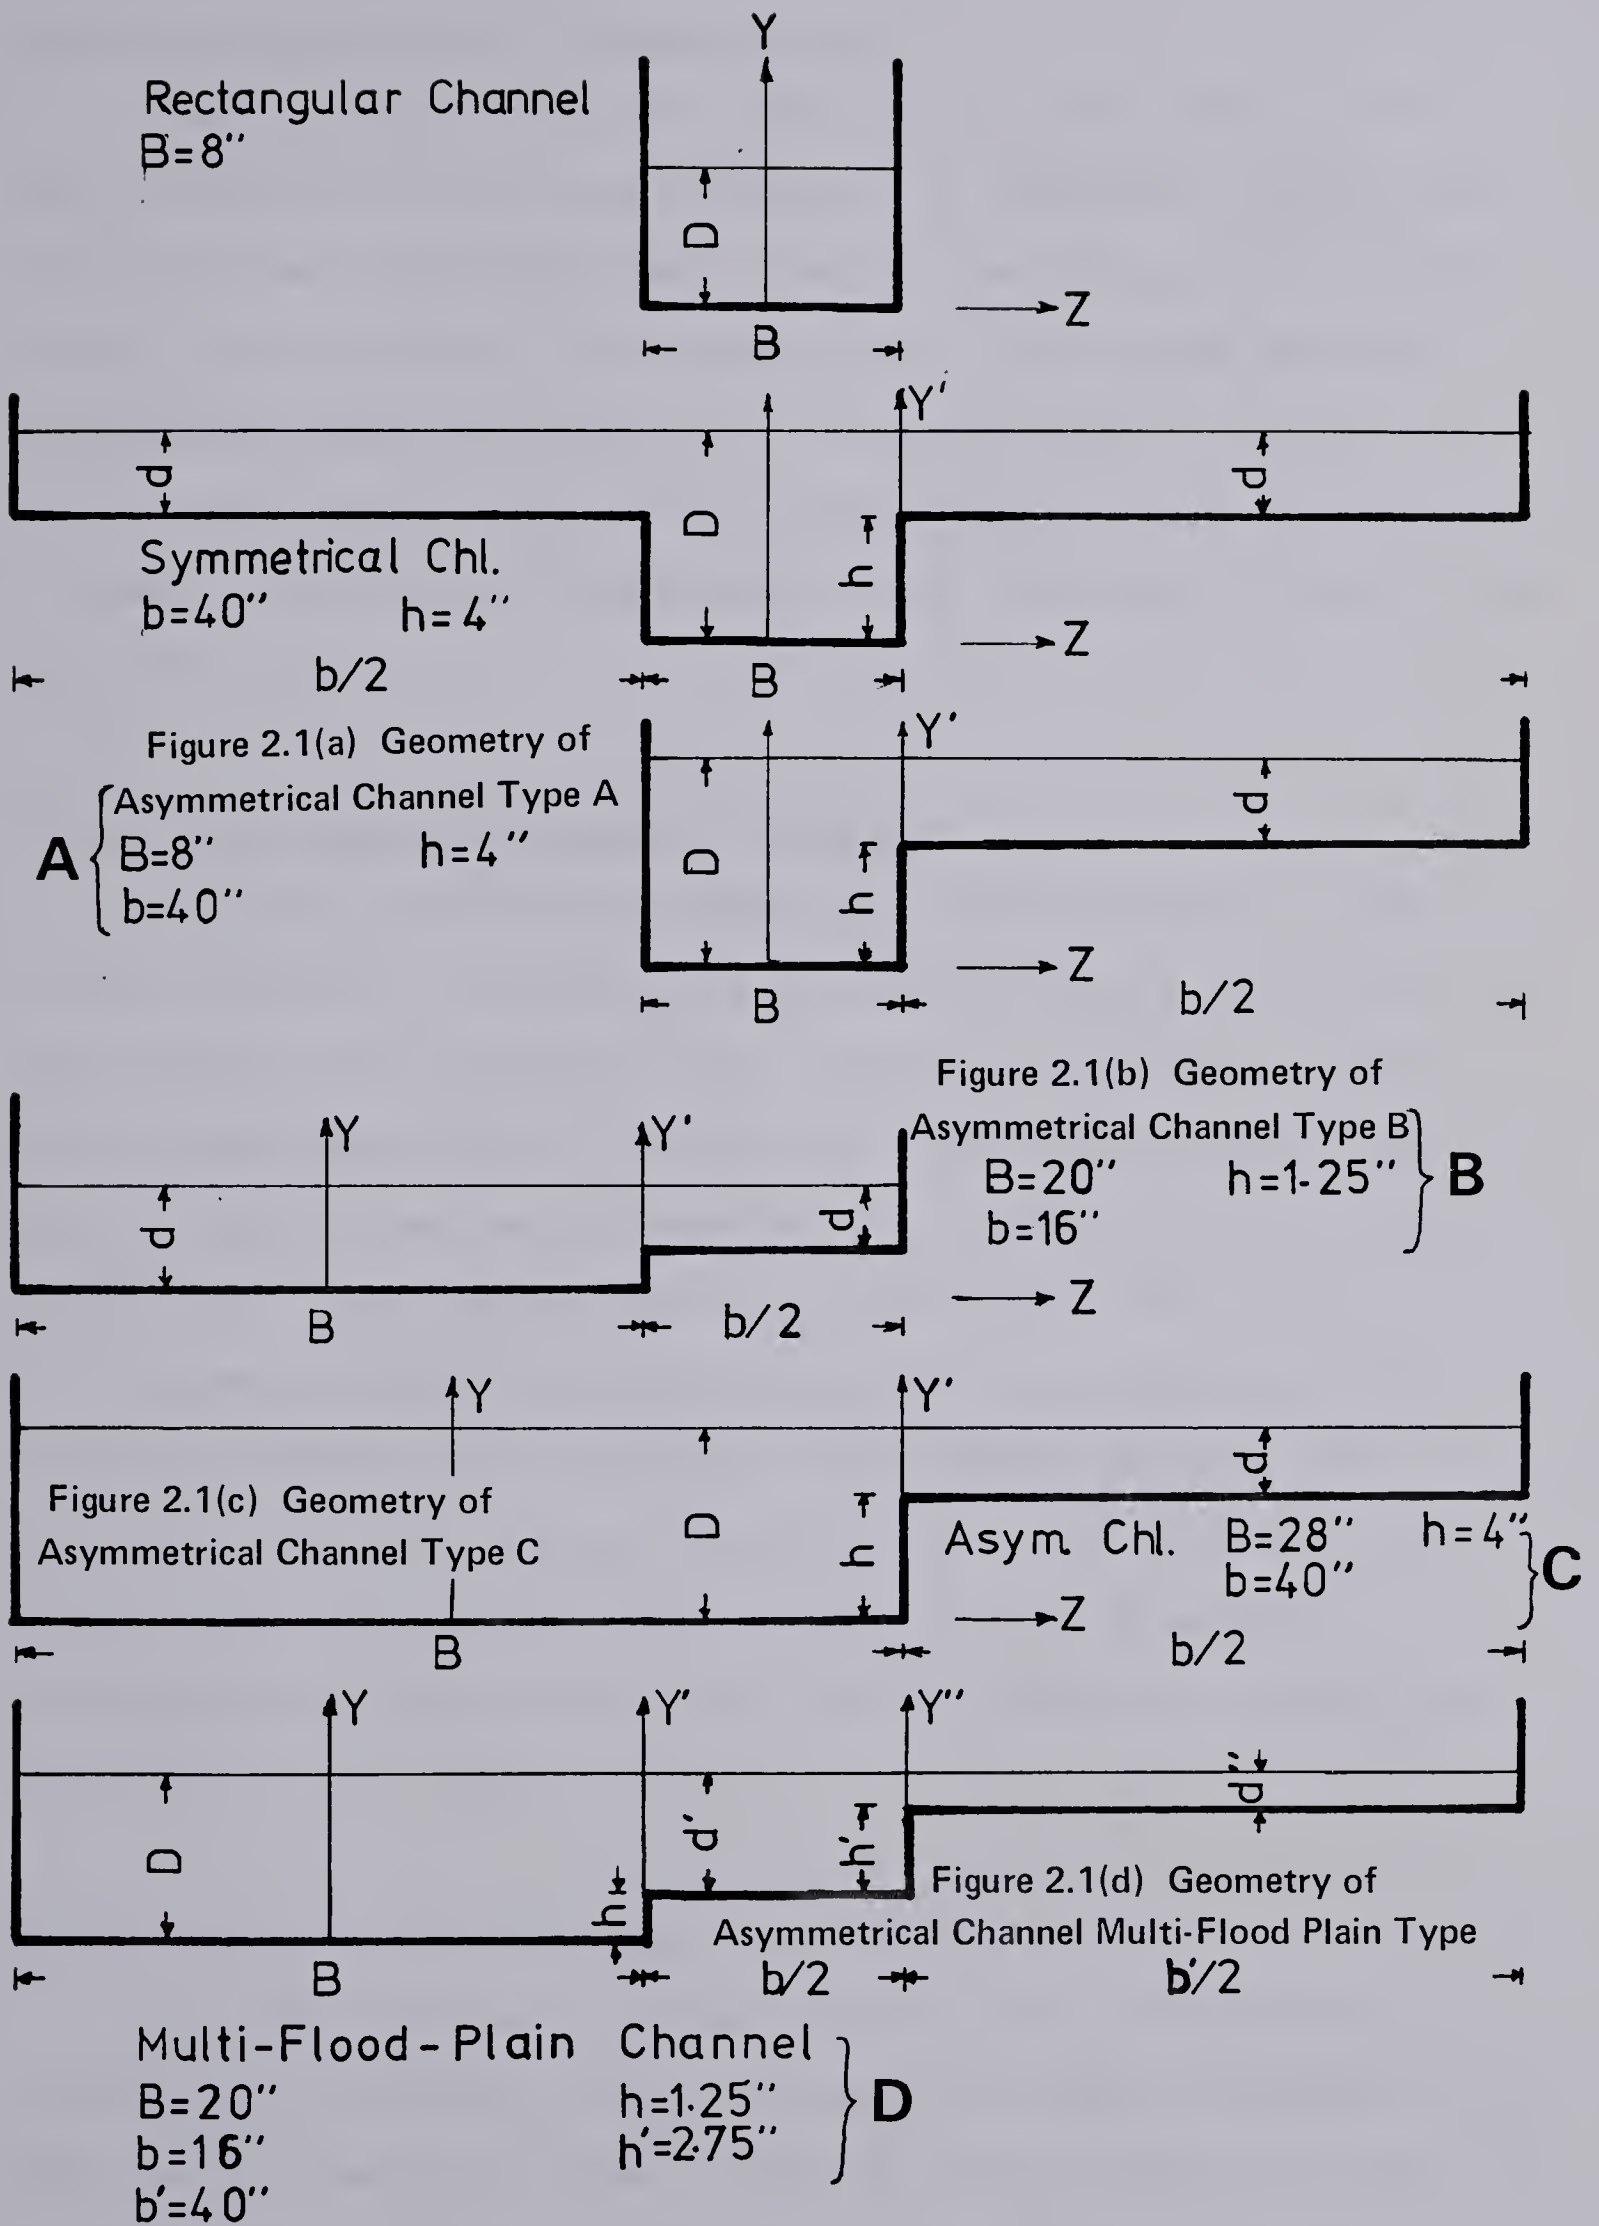 Y
Rectangular Channel
B=8"
D
Z
B
Y'
d
D
d
Symmetrical Chl.
b=40" h=4"
h
Z
b/2
B
Figure 2.1(a) Geometry of
Asymmetrical Channel Type A
A
B=8" h=4"
b=40"
Y'
D
d
h
Z
B
b/2
Figure 2.1(b) Geometry of
Asymmetrical Channel Type B
B=20" h=1.25"
b=16"
B
Y
Y'
d
d
Z
B
b/2
Y
Y'
d
Figure 2.1(c) Geometry of
Asymmetrical Channel Type C
D
h
Asym. Chl. B=28" h=4"
b=40"
C
Z
B
b/2
Y
Y'
Y"
D
d'
h'
d"
h
Figure 2.1(d) Geometry of
Asymmetrical Channel Multi-Flood Plain Type
B
b/2
b'/2
Multi-Flood-Plain Channel
B=20" h=1.25"
b=16" h'=2.75"
b'=40"
D